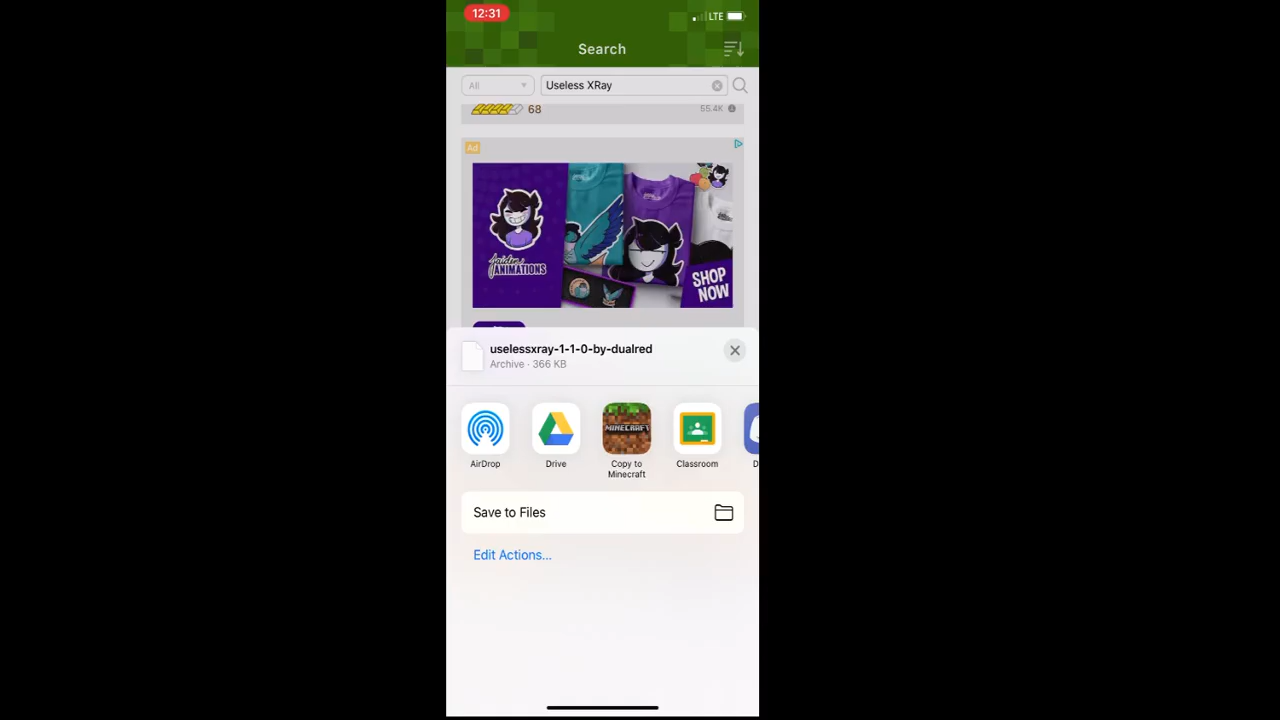 12:31
LTE
Search
All
Useless XRay
68
55.4K
Ad
Jaiden
ANIMATIONS
SHOP
NOW
uselessxray-1-1-0-by-dualred
Archive · 366 KB
MINECRAFT
AirDrop
Drive
Copy to
Minecraft
Classroom
D
Save to Files
Edit Actions...